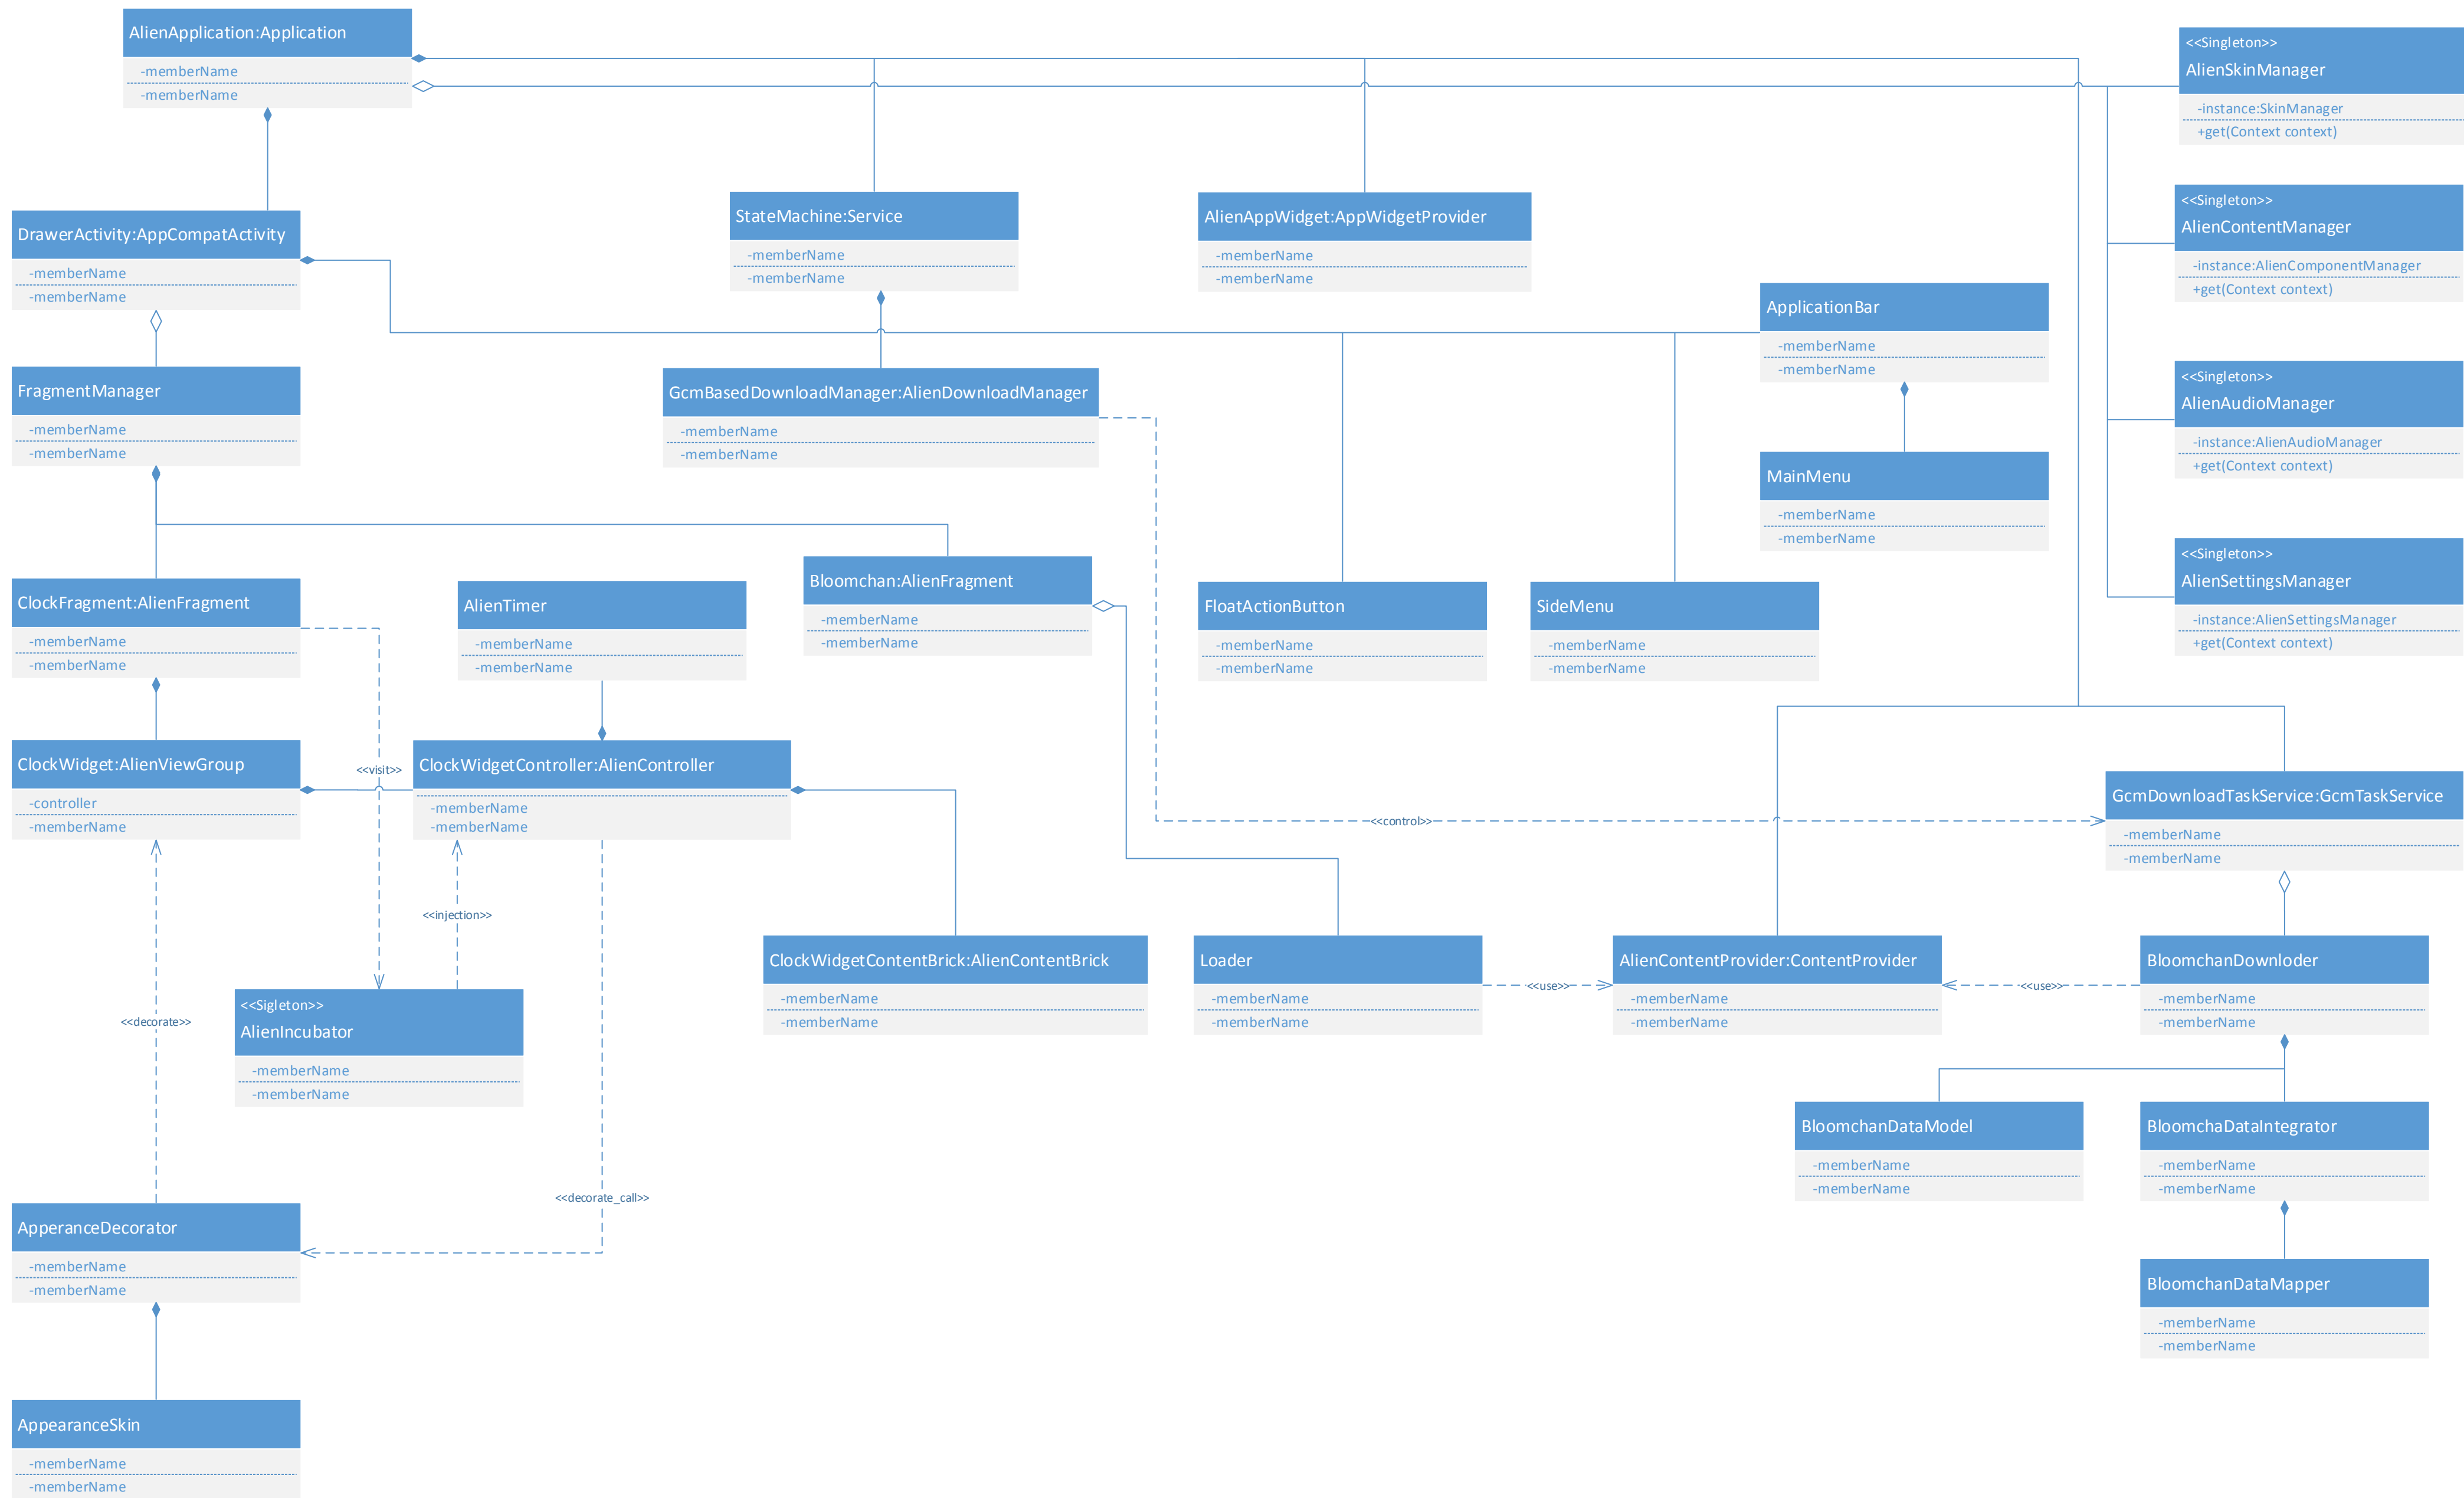 AlienApplication:Application
-memberName
-memberName
<<Singleton>>
AlienSkinManager
-instance:SkinManager
+get(Context context)
DrawerActivity:AppCompatActivity
-memberName
-memberName
StateMachine:Service
-memberName
-memberName
AlienAppWidget:AppWidgetProvider
-memberName
-memberName
<<Singleton>>
AlienContentManager
-instance:AlienComponentManager
+get(Context context)
ApplicationBar
-memberName
-memberName
FragmentManager
-memberName
-memberName
GcmBasedDownloadManager:AlienDownloadManager
-memberName
-memberName
<<Singleton>>
AlienAudioManager
-instance:AlienAudioManager
+get(Context context)
MainMenu
-memberName
-memberName
ClockFragment:AlienFragment
-memberName
-memberName
AlienTimer
-memberName
-memberName
Bloomchan:AlienFragment
-memberName
-memberName
FloatActionButton
-memberName
-memberName
SideMenu
-memberName
-memberName
<<Singleton>>
AlienSettingsManager
-instance:AlienSettingsManager
+get(Context context)
ClockWidget:AlienViewGroup
-controller
-memberName
<<visit>>
ClockWidgetController:AlienController
-memberName
-memberName
<<control>>
GcmDownloadTaskService:GcmTaskService
-memberName
-memberName
<<injection>>
<<decorate>>
<<Sigleton>>
AlienIncubator
-memberName
-memberName
ClockWidgetContentBrick:AlienContentBrick
-memberName
-memberName
Loader
-memberName
-memberName
<<use>>
AlienContentProvider:ContentProvider
-memberName
-memberName
<<use>>
BloomchanDownloder
-memberName
-memberName
BloomchanDataModel
-memberName
-memberName
BloomchaDataIntegrator
-memberName
-memberName
<<decorate_call>>
ApperanceDecorator
-memberName
-memberName
BloomchanDataMapper
-memberName
-memberName
AppearanceSkin
-memberName
-memberName